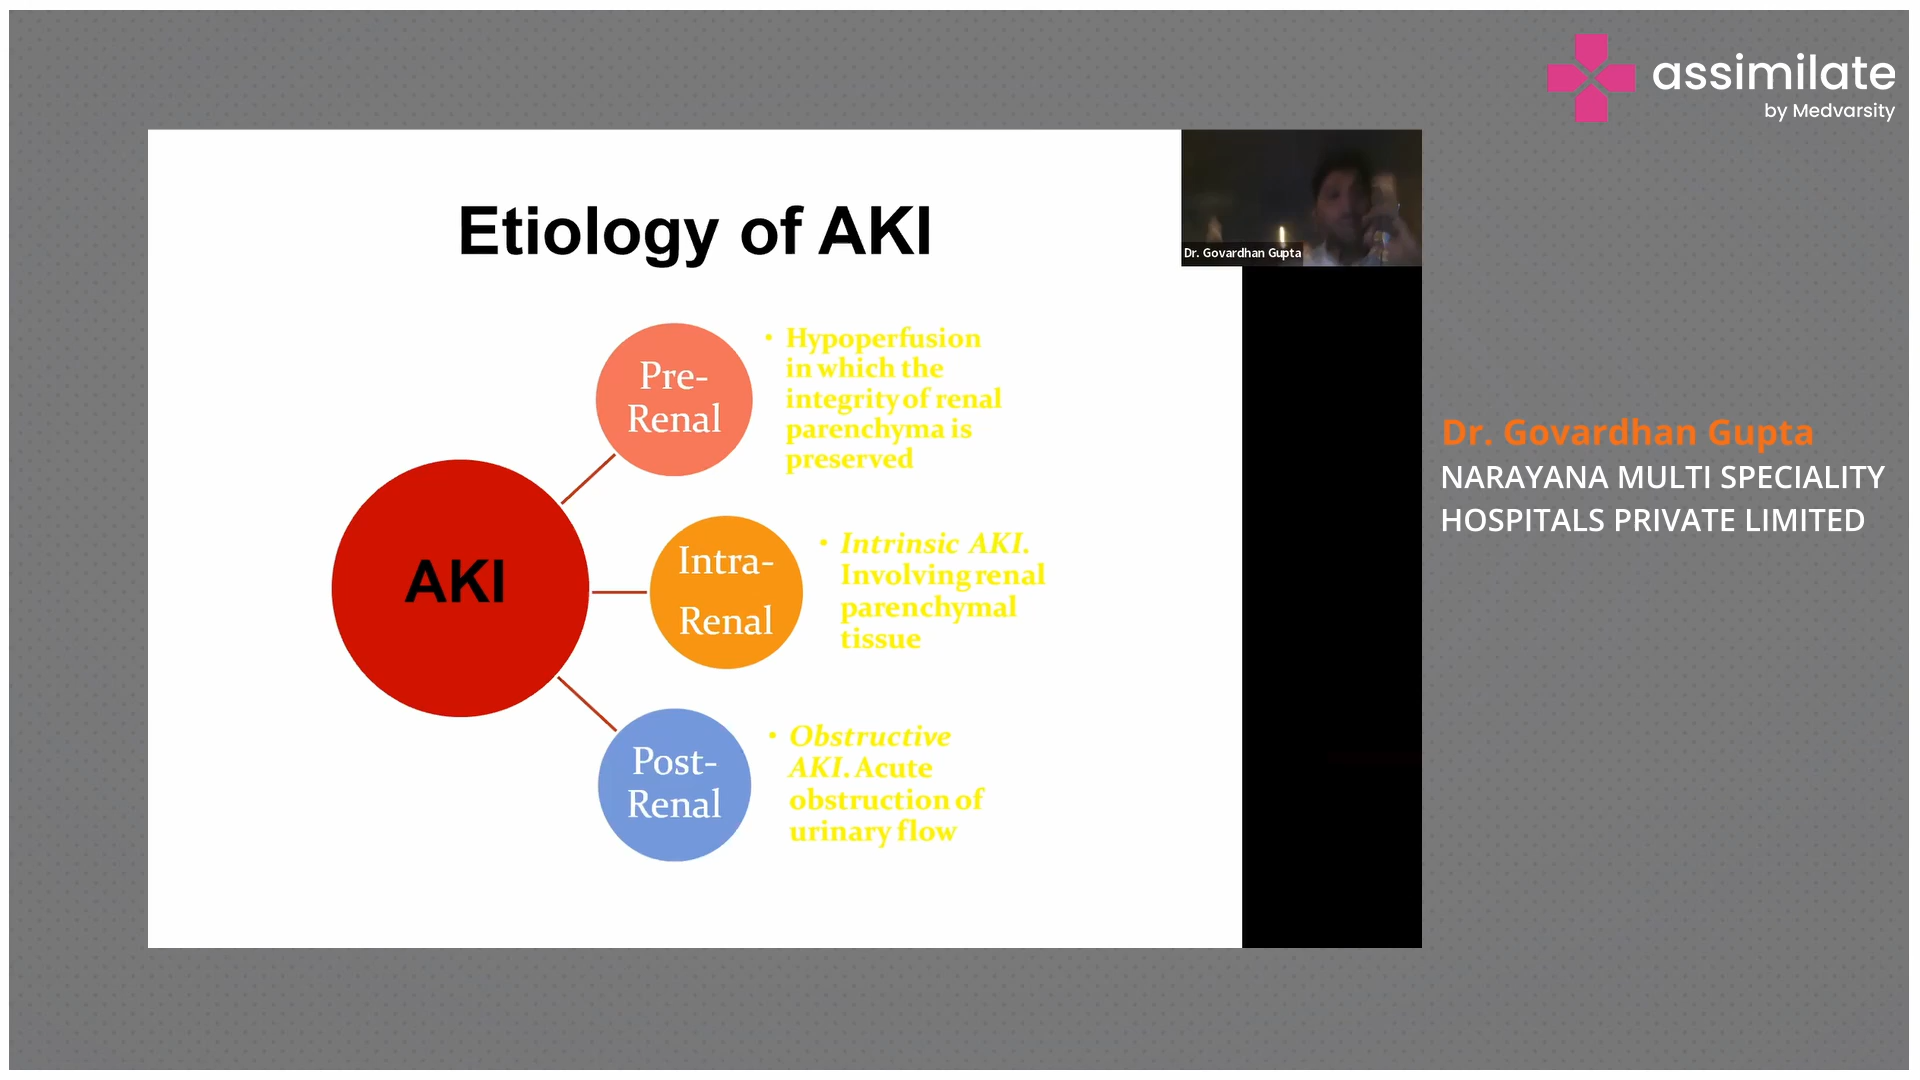 assimilate
by Medvarsity
Etiology of AKI
Dr. Govardhan Gupta
Pre-
Renal
• Hypoperfusion
in which the
integrity of renal
parenchyma is
preserved
AKI
Intra-
Renal
• Intrinsic AKI.
Involving renal
parenchymal
tissue
Post-
Renal
• Obstructive
AKI. Acute
obstruction of
urinary flow
Dr. Govardhan Gupta
NARAYANA MULTI SPECIALITY
HOSPITALS PRIVATE LIMITED